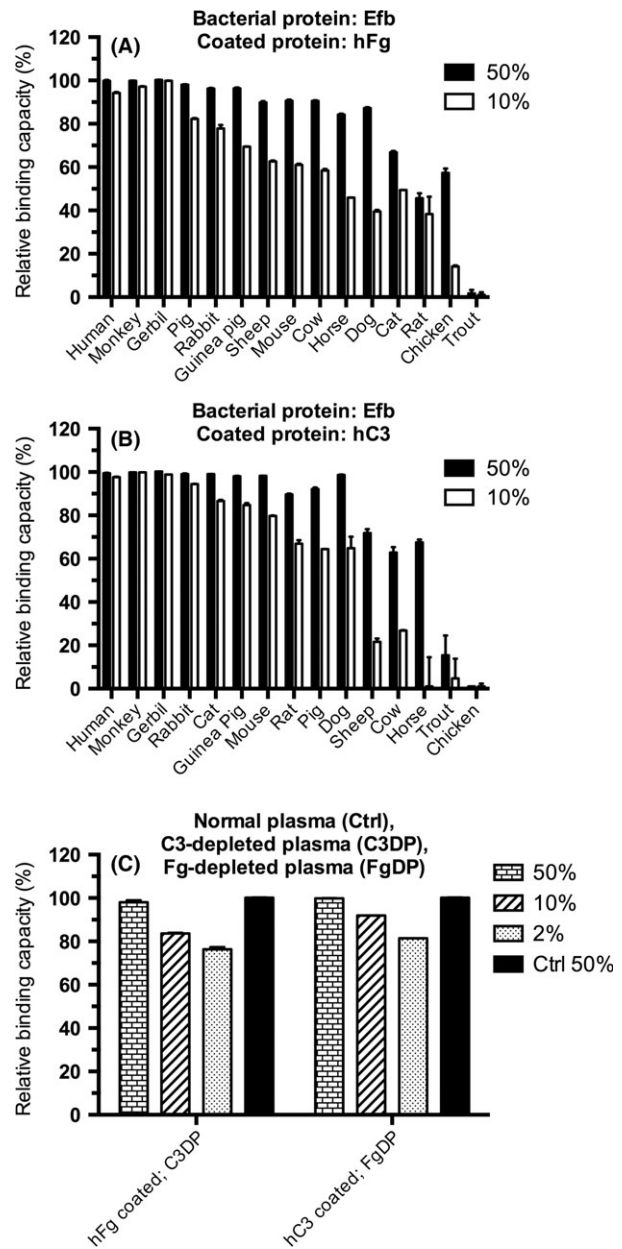 Bacterial protein: Efb
Coated protein: hFg
(A)
Relative binding capacity (%)
120
100
80
60
40
20
0
50%
10%
Human
Monkey
Gerbil
Pig
Rabbit
Guinea pig
Sheep
Mouse
Cow
Horse
Dog
Cat
Rat
Chicken
Trout
Bacterial protein: Efb
Coated protein: hC3
(B)
Relative binding capacity (%)
120
100
80
60
40
20
0
50%
10%
Human
Monkey
Gerbil
Rabbit
Cat
Guinea Pig
Mouse
Rat
Pig
Dog
Sheep
Cow
Horse
Trout
Chicken
Normal plasma (Ctrl),
C3-depleted plasma (C3DP),
Fg-depleted plasma (FgDP)
(C)
Relative binding capacity (%)
120
100
80
60
40
20
0
50%
10%
2%
Ctrl 50%
hFg coated; C3DP
hC3 coated; FgDP